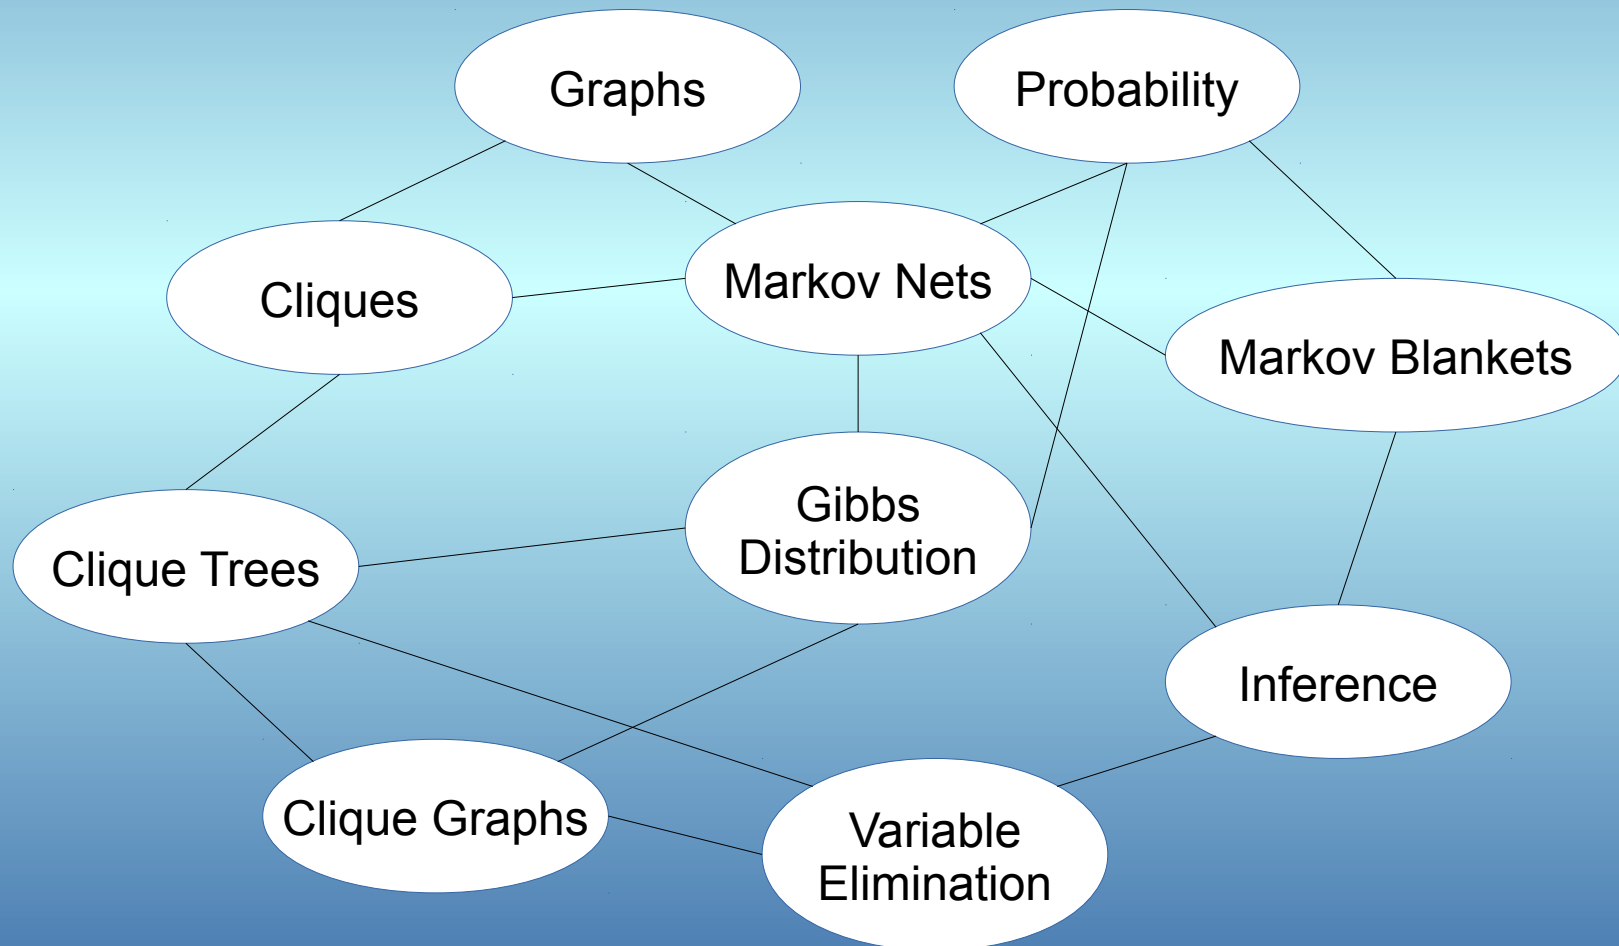 Graphs
Probability
Markov Nets
Cliques
Markov Blankets
Gibbs
Distribution
Clique Trees
Inference
Clique Graphs
Variable
Elimination